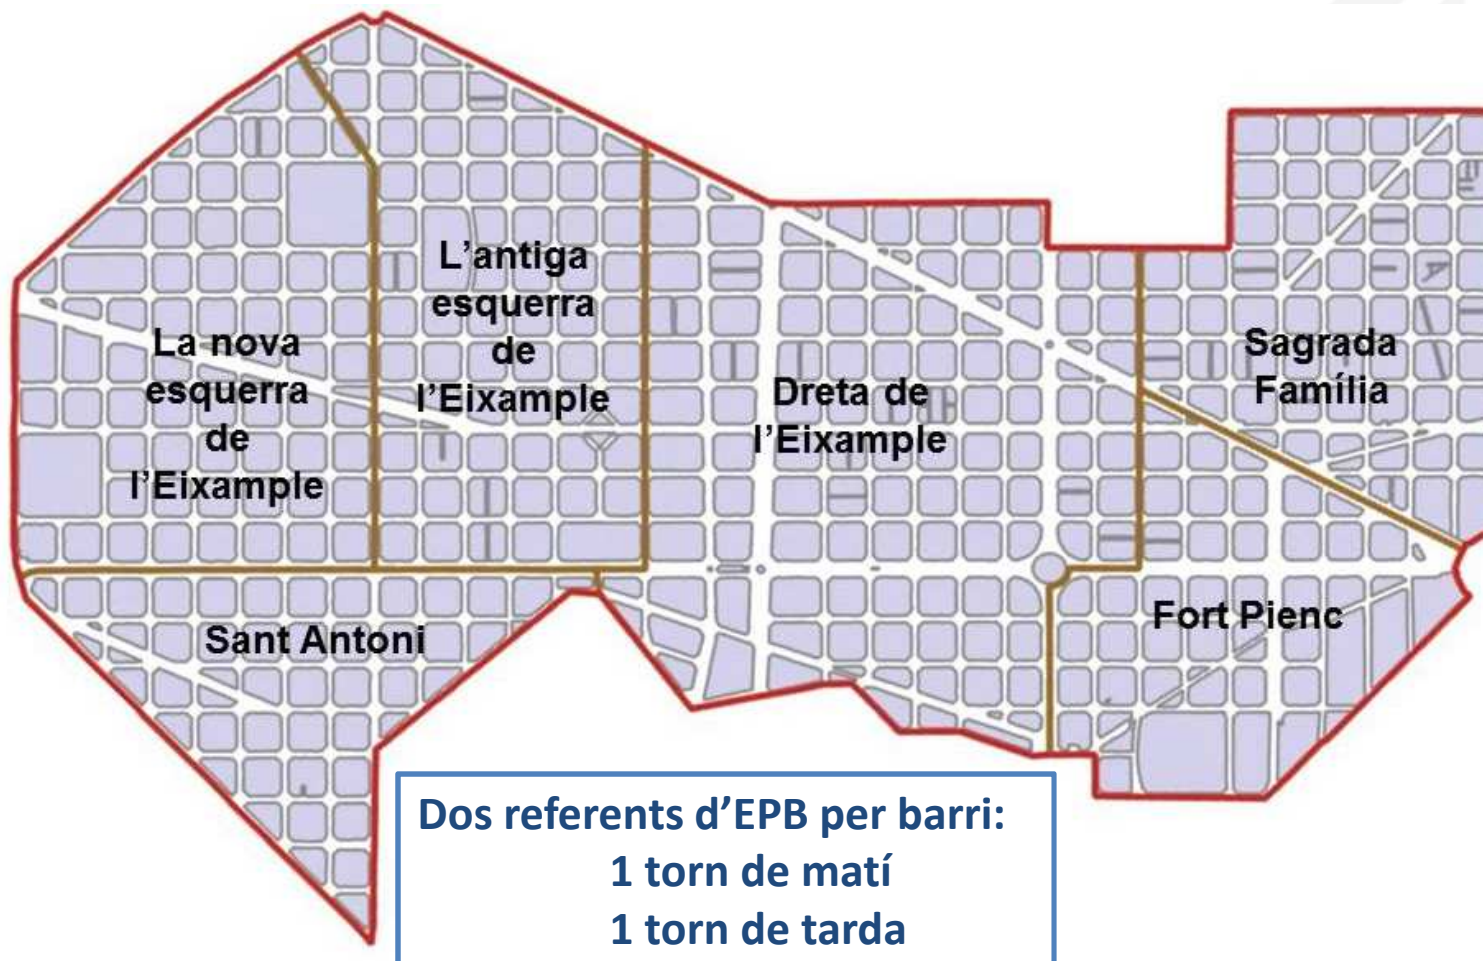 L'antiga
esquerra
de
l'Eixample
La nova
esquerra
de
l'Eixample
Dreta de
l'Eixample
Sagrada
Família
Sant Antoni
Fort Pienc
Dos referents d'EPB per barri:
1 torn de matí
1 torn de tarda